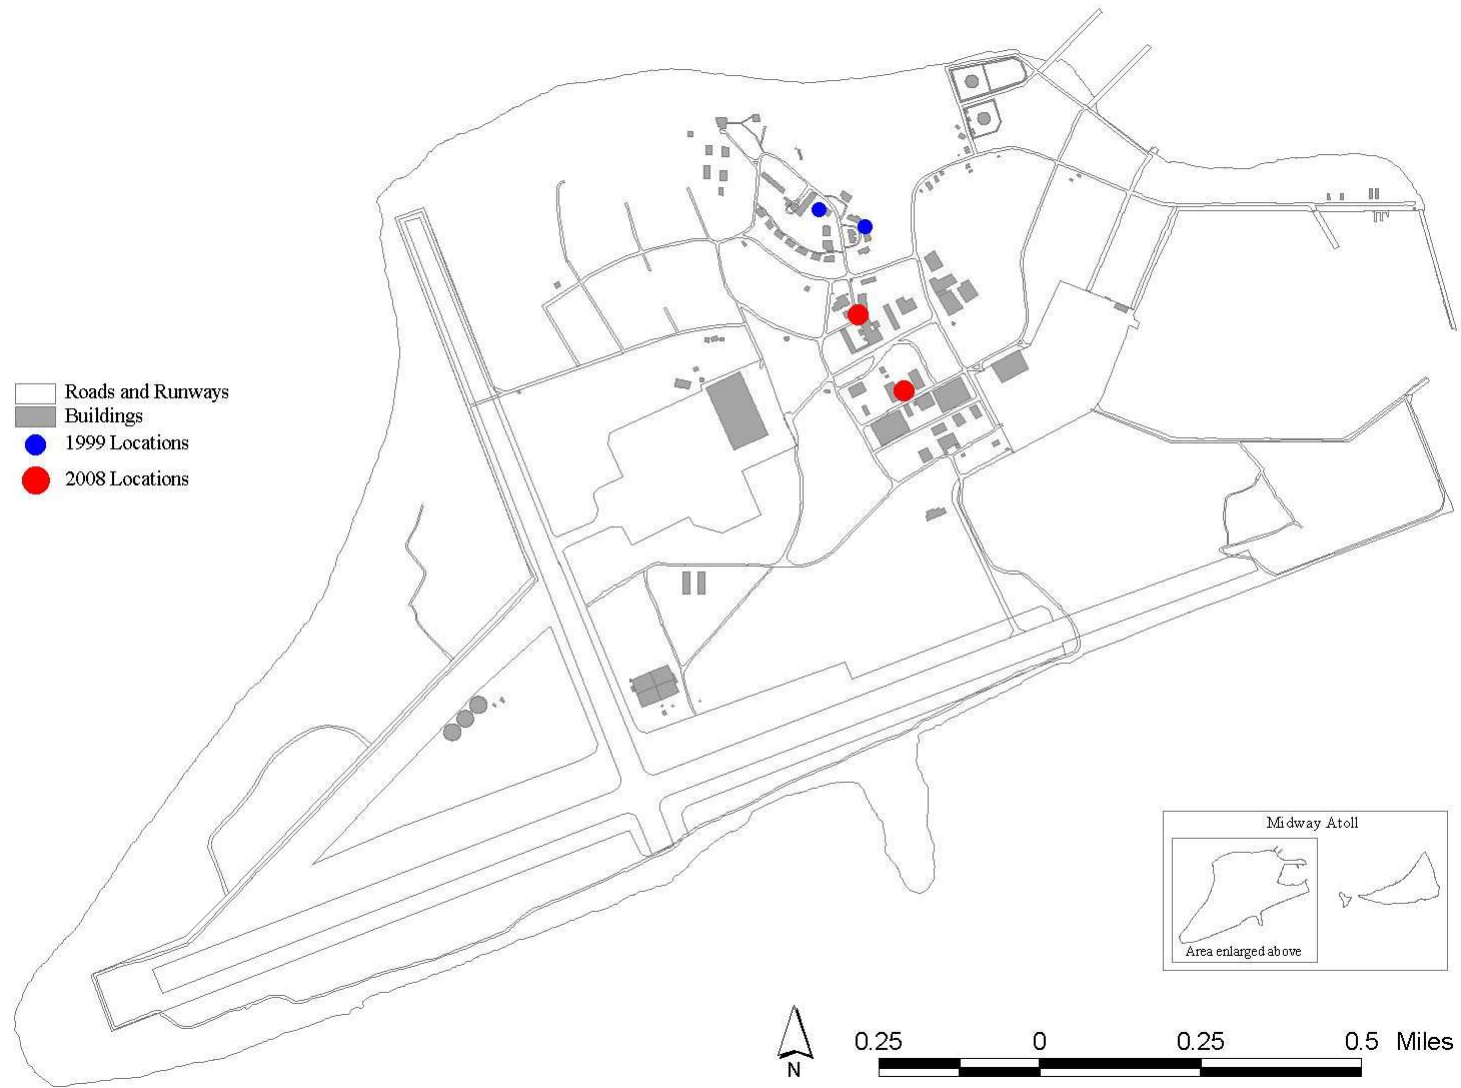 Roads and Runways
Buildings
1999 Locations
2008 Locations
Midway Atoll
Area enlarged above
N
0.25 0 0.25 0.5 Miles